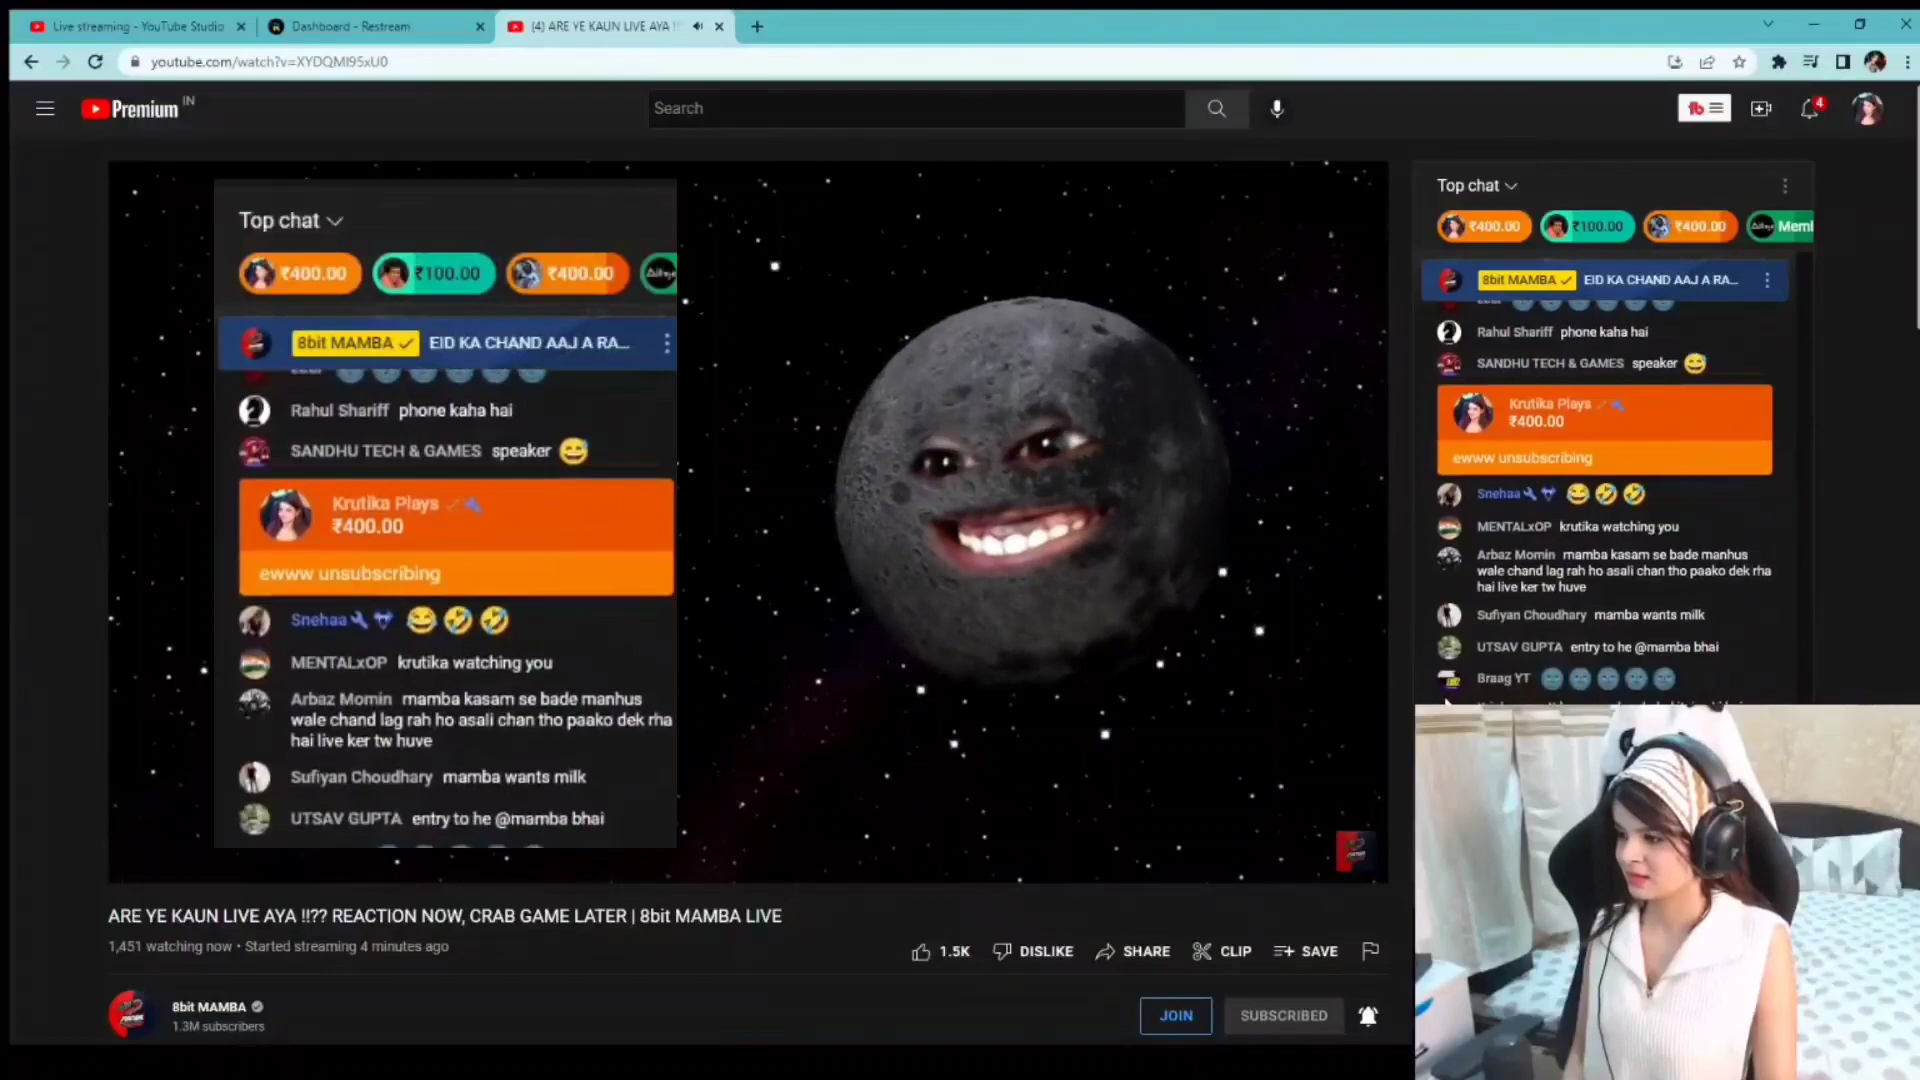 Live streaming - YouTube Studio
Dashboard - Restream
(4) ARE YE KAUN LIVE AYA !!
youtube.com/watch?v=XYDQMI95xU0
Premium IN
Search
4
Top chat
₹400.00 ₹100.00 ₹400.00
8bit MAMBA EID KA CHAND AAJ A RA...
Rahul Shariff phone kaha hai
SANDHU TECH & GAMES speaker 😅
Krutika Plays
₹400.00
ewww unsubscribing
Snehaa 😂 🤣 🤣
MENTALxOP krutika watching you
Arbaz Momin mamba kasam se bade manhus
wale chand lag rah ho asali chan tho paako dek rha
hai live ker tw huve
Sufiyan Choudhary mamba wants milk
UTSAV GUPTA entry to he @mamba bhai
Top chat
₹400.00 ₹100.00 ₹400.00 Meml
8bit MAMBA EID KA CHAND AAJ A RA...
Rahul Shariff phone kaha hai
SANDHU TECH & GAMES speaker 😅
Krutika Plays
₹400.00
ewww unsubscribing
Snehaa 😂 🤣 🤣
MENTALxOP krutika watching you
Arbaz Momin mamba kasam se bade manhus
wale chand lag rah ho asali chan tho paako dek rha
hai live ker tw huve
Sufiyan Choudhary mamba wants milk
UTSAV GUPTA entry to he @mamba bhai
Braag YT 🌚 🌚 🌚 🌚 🌚
ARE YE KAUN LIVE AYA !!?? REACTION NOW, CRAB GAME LATER | 8bit MAMBA LIVE
1,451 watching now • Started streaming 4 minutes ago
1.5K DISLIKE SHARE CLIP SAVE
8bit MAMBA
1.3M subscribers
JOIN SUBSCRIBED